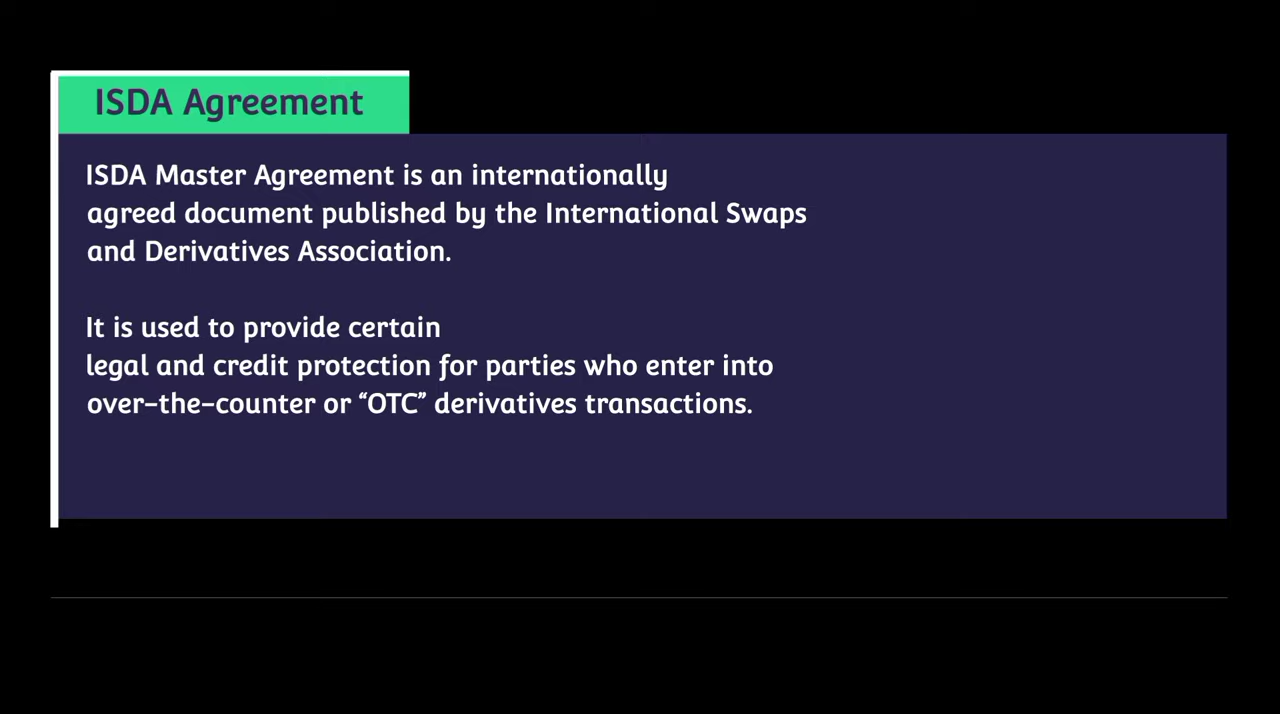 ISDA Agreement
ISDA Master Agreement is an internationally
agreed document published by the International Swaps
and Derivatives Association.
It is used to provide certain
legal and credit protection for parties who enter into
over-the-counter or “OTC” derivatives transactions.